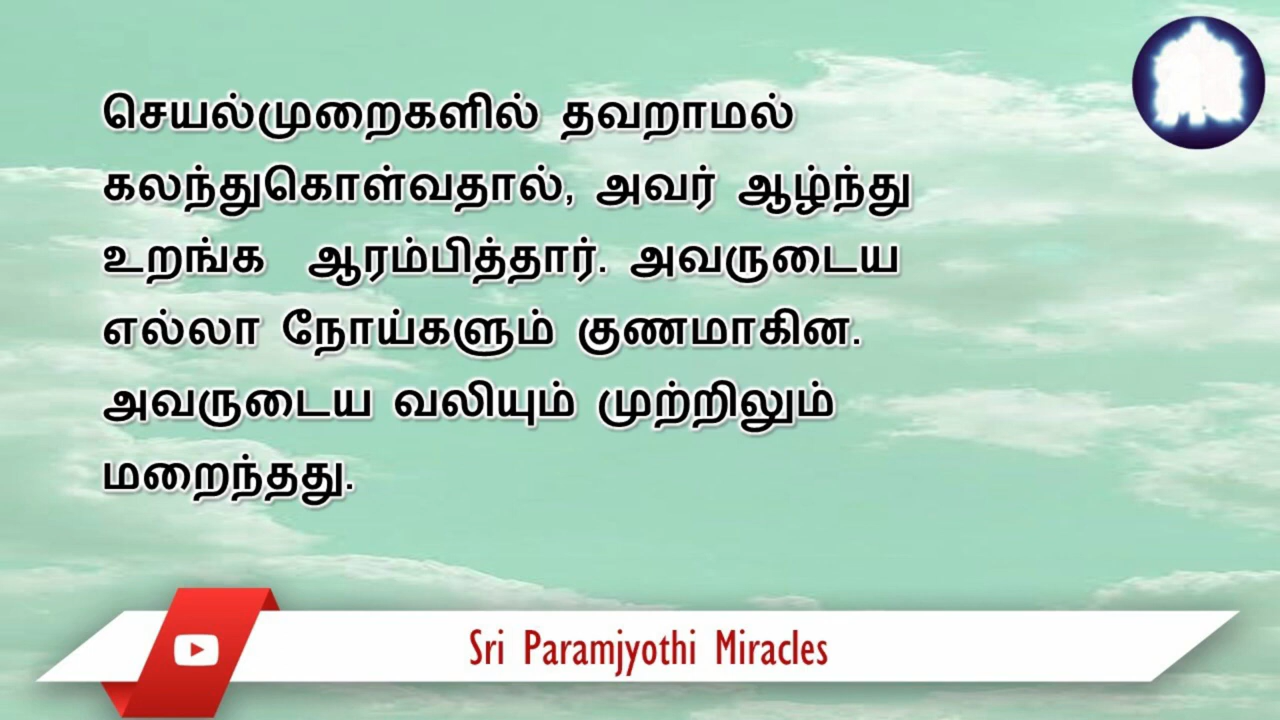 செயல்முறைகளில் தவறாமல்
கலந்துகொள்வதால், அவர் ஆழ்ந்து
உறங்க ஆரம்பித்தார். அவருடைய
எல்லா நோய்களும் குணமாகின.
அவருடைய வலியும் முற்றிலும்
மறைந்தது.
Sri Paramjyothi Miracles